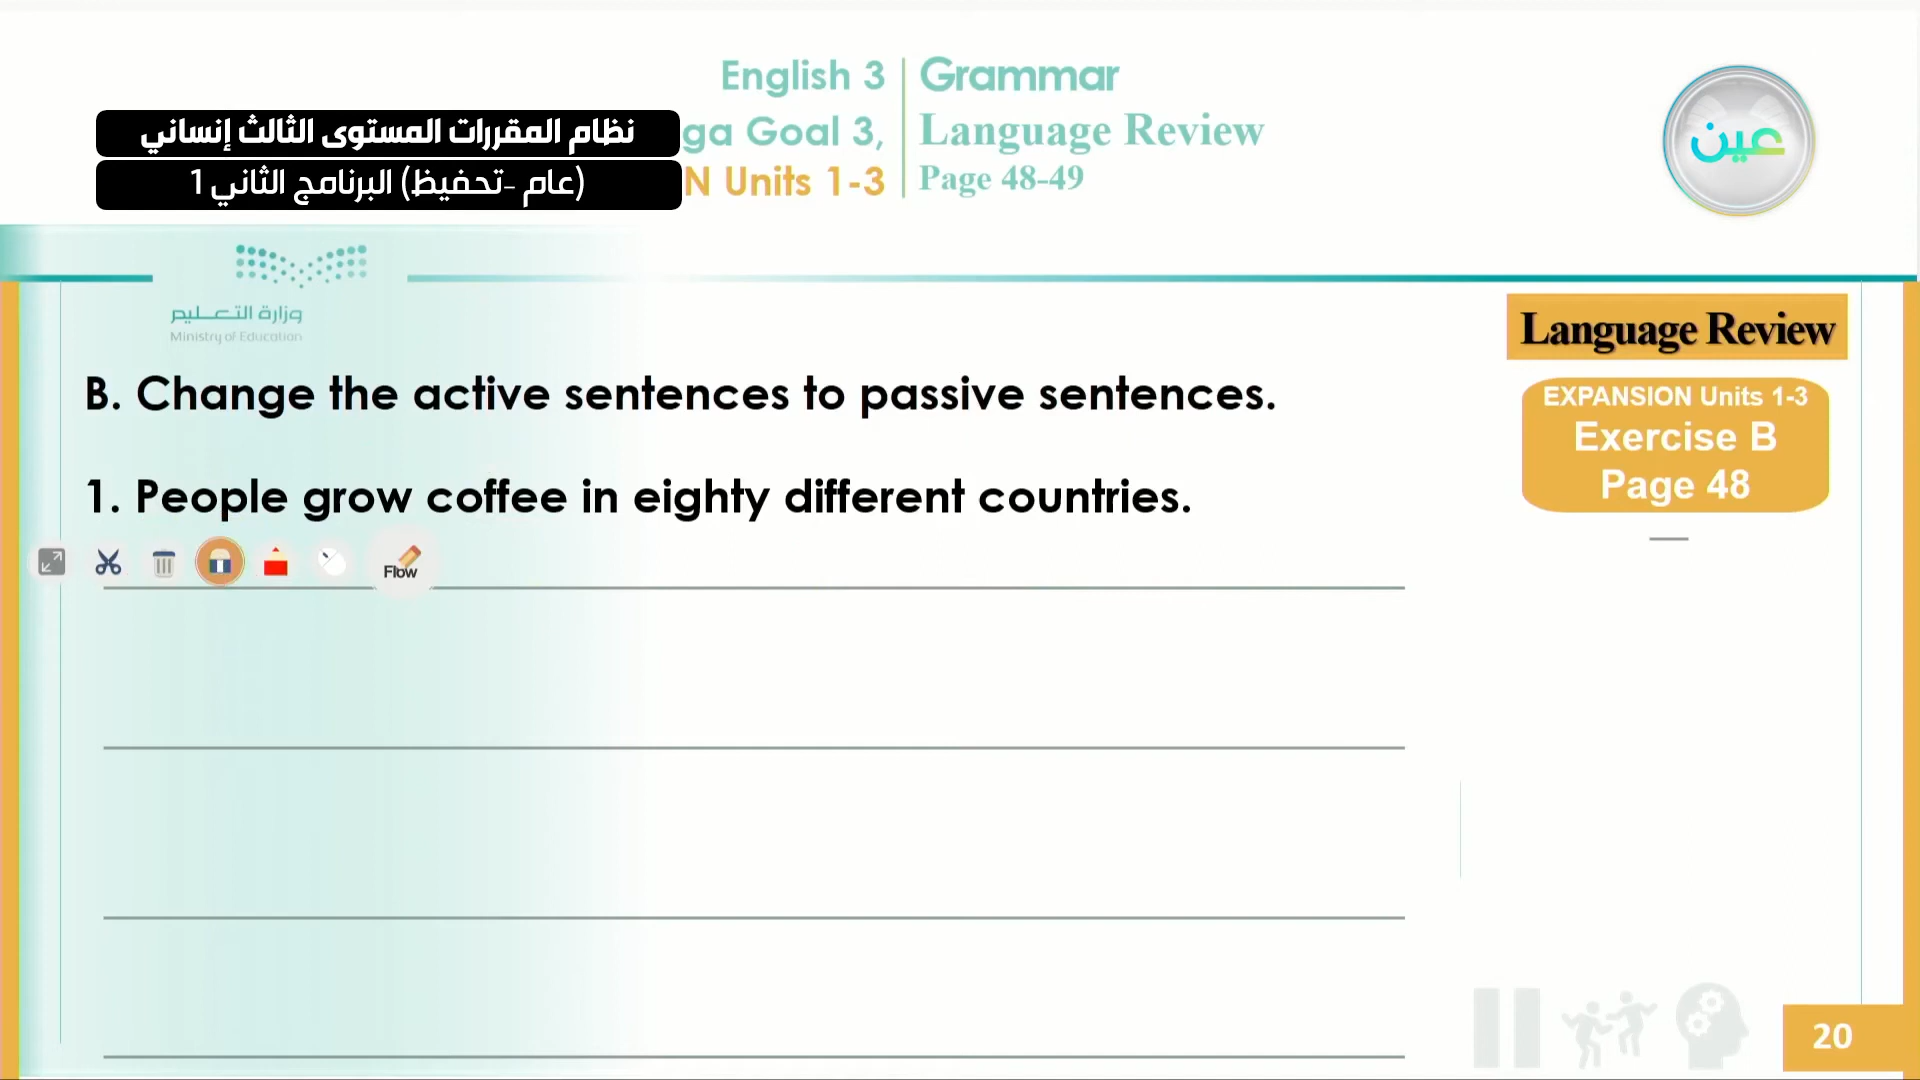 English 3
Grammar
نظام المقررات المستوى الثالث إنساني
ga Goal 3,
Language Review
(عام -تحفيظ) البرنامج الثاني 1
N Units 1-3
Page 48-49
عين
وزارة التعليم
Ministry of Education
Language Review
EXPANSION Units 1-3
Exercise B
Page 48
B. Change the active sentences to passive sentences.
1. People grow coffee in eighty different countries.
Flow
20